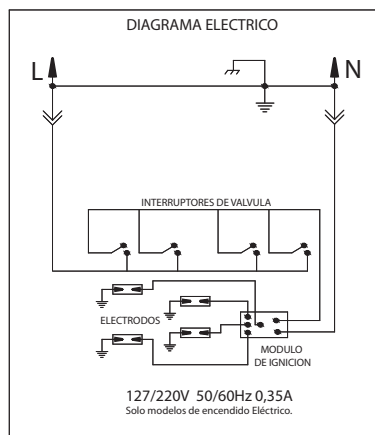 DIAGRAMA ELECTRICO
L N
INTERRUPTORES DE VALVULA
ELECTRODOS
MODULO
DE IGNICION
127/220V 50/60Hz 0,35A
Solo modelos de encendido Eléctrico.